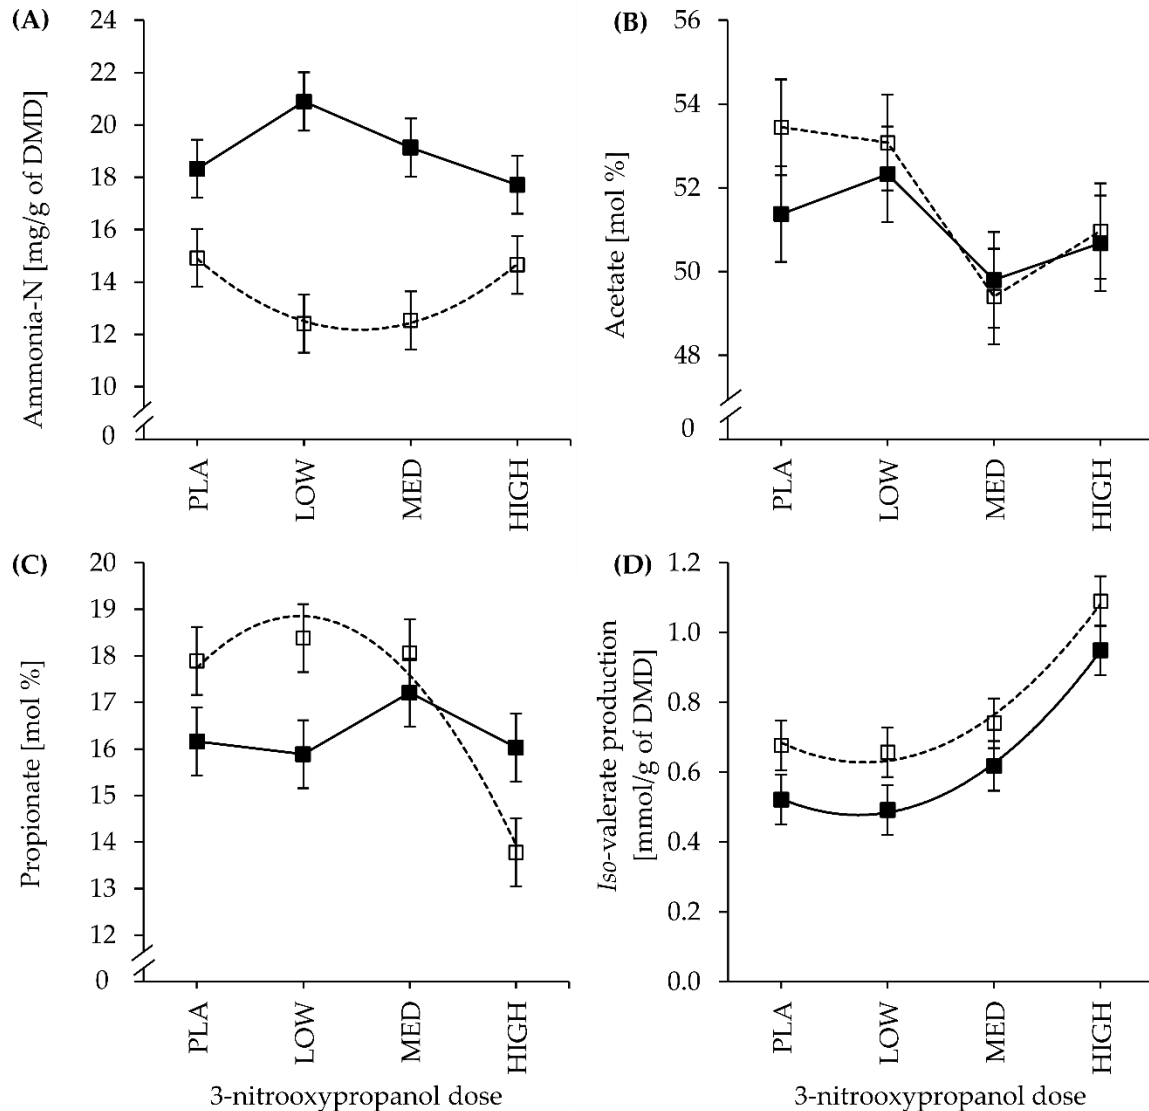 (A)
Ammonia-N [mg/g of DMD]
24
22
20
18
16
14
12
10
0
PLA
LOW
MED
HIGH
(B)
Acetate [mol %]
56
54
52
50
48
0
PLA
LOW
MED
HIGH
(C)
Propionate [mol %]
20
19
18
17
16
15
14
13
12
0
PLA
LOW
MED
HIGH
3-nitrooxypropanol dose
(D)
Iso-valerate production
[mmol/g of DMD]
1.2
1.0
0.8
0.6
0.4
0.2
0.0
PLA
LOW
MED
HIGH
3-nitrooxypropanol dose